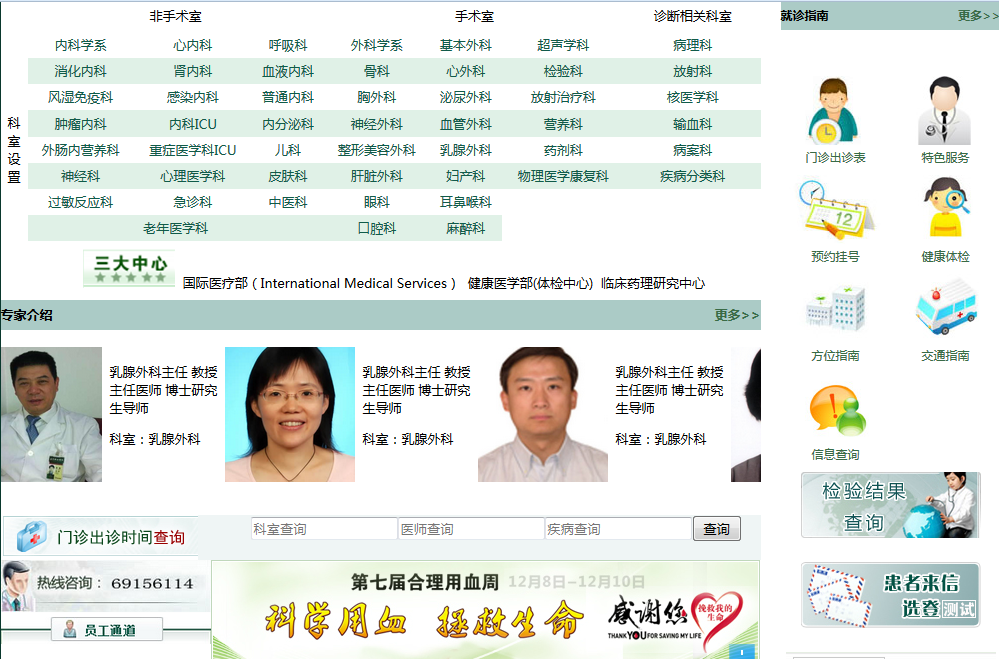 非手术室 手术室 诊断相关科室
内科学系 心内科 呼吸科 外科学系 基本外科 超声学科 病理科
消化内科 肾内科 血液内科 骨科 心外科 检验科 放射科
风湿免疫科 感染内科 普通内科 胸外科 泌尿外科 放射治疗科 核医学科
肿瘤内科 内科ICU 内分泌科 神经外科 血管外科 营养科 输血科
外肠内营养科 重症医学科ICU 儿科 整形美容外科 乳腺外科 药剂科 病案科
神经科 心理医学科 皮肤科 肝脏外科 妇产科 物理医学康复科 疾病分类科
过敏反应科 急诊科 中医科 眼科 耳鼻喉科
老年医学科 口腔科 麻醉科
科室设置
三大中心
国际医疗部 ( International Medical Services ) 健康医学部(体检中心) 临床药理研究中心
专家介绍 更多>>
乳腺外科主任 教授
主任医师 博士研究
生导师
科室：乳腺外科
乳腺外科主任 教授
主任医师 博士研究
生导师
科室：乳腺外科
乳腺外科主任 教授
主任医师 博士研究
生导师
科室：乳腺外科
门诊出诊时间查询
科室查询 医师查询 疾病查询 查询
热线咨询： 69156114
员工通道
第七届合理用血周 12月8日-12月10日
科学用血 拯救生命
感谢您
THANK YOU FOR SAVING MY LIFE
挽救我的
生命
1
就诊指南 更多>>
门诊出诊表 特色服务
12
预约挂号 健康体检
方位指南 交通指南
信息查询
检验结果
查询
患者来信
选登测试